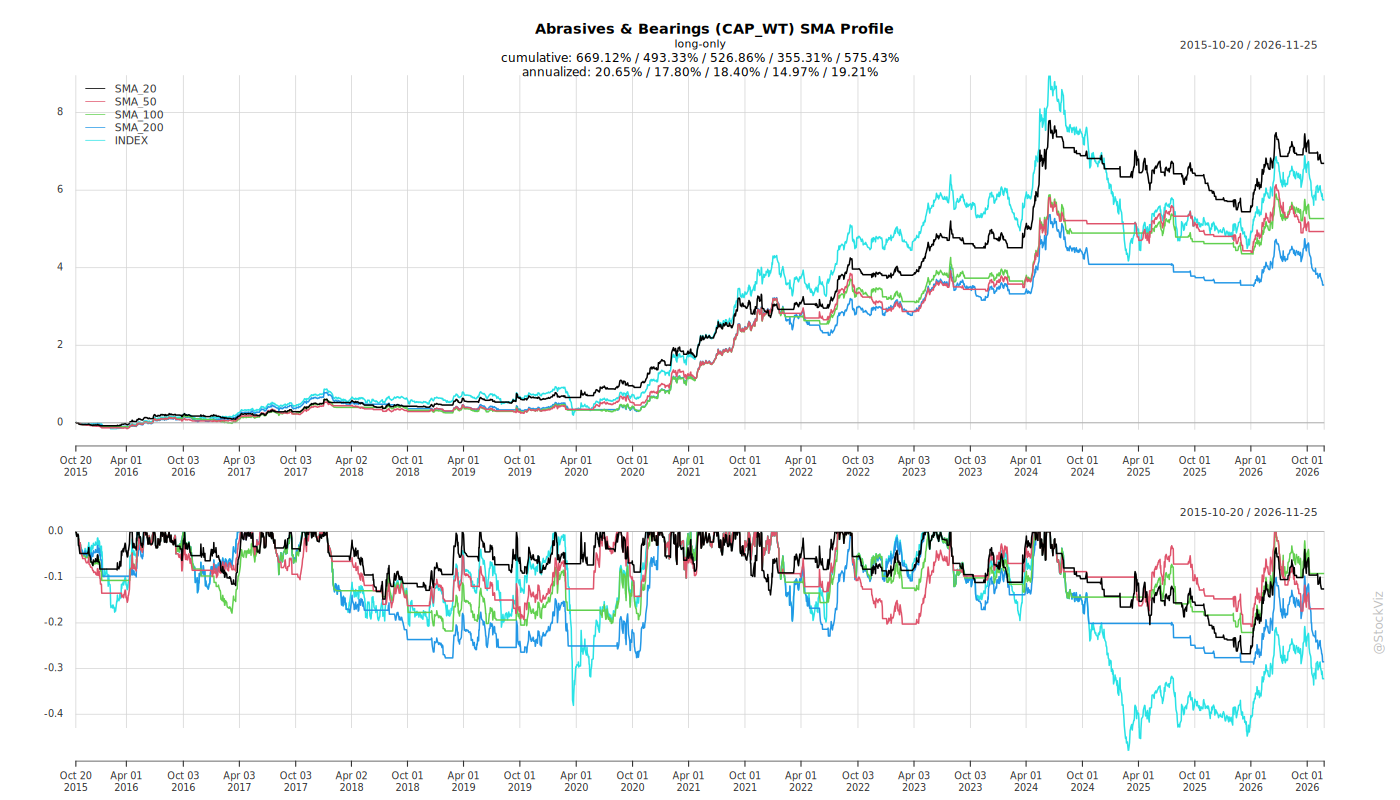 Abrasives & Bearings (CAP_WT) SMA Profile
long-only
2015-10-20 / 2026-11-25
cumulative: 669.12% / 493.33% / 526.86% / 355.31% / 575.43%
annualized: 20.65% / 17.80% / 18.40% / 14.97% / 19.21%
SMA_20
SMA_50
SMA_100
SMA_200
INDEX
8
6
4
2
0
Oct 20 Apr 01 Oct 03 Apr 03 Oct 03 Apr 02 Oct 01 Apr 01 Oct 01 Apr 01 Oct 01 Apr 01 Oct 01 Apr 01 Oct 03 Apr 03 Oct 03 Apr 01 Oct 01 Apr 01 Oct 01 Apr 01 Oct 01
2015 2016 2016 2017 2017 2018 2018 2019 2019 2020 2020 2021 2021 2022 2022 2023 2023 2024 2024 2025 2025 2026 2026
2015-10-20 / 2026-11-25
0.0
-0.1
-0.2
-0.3
-0.4
Oct 20 Apr 01 Oct 03 Apr 03 Oct 03 Apr 02 Oct 01 Apr 01 Oct 01 Apr 01 Oct 01 Apr 01 Oct 01 Apr 01 Oct 03 Apr 03 Oct 03 Apr 01 Oct 01 Apr 01 Oct 01 Apr 01 Oct 01
2015 2016 2016 2017 2017 2018 2018 2019 2019 2020 2020 2021 2021 2022 2022 2023 2023 2024 2024 2025 2025 2026 2026
@StockViz